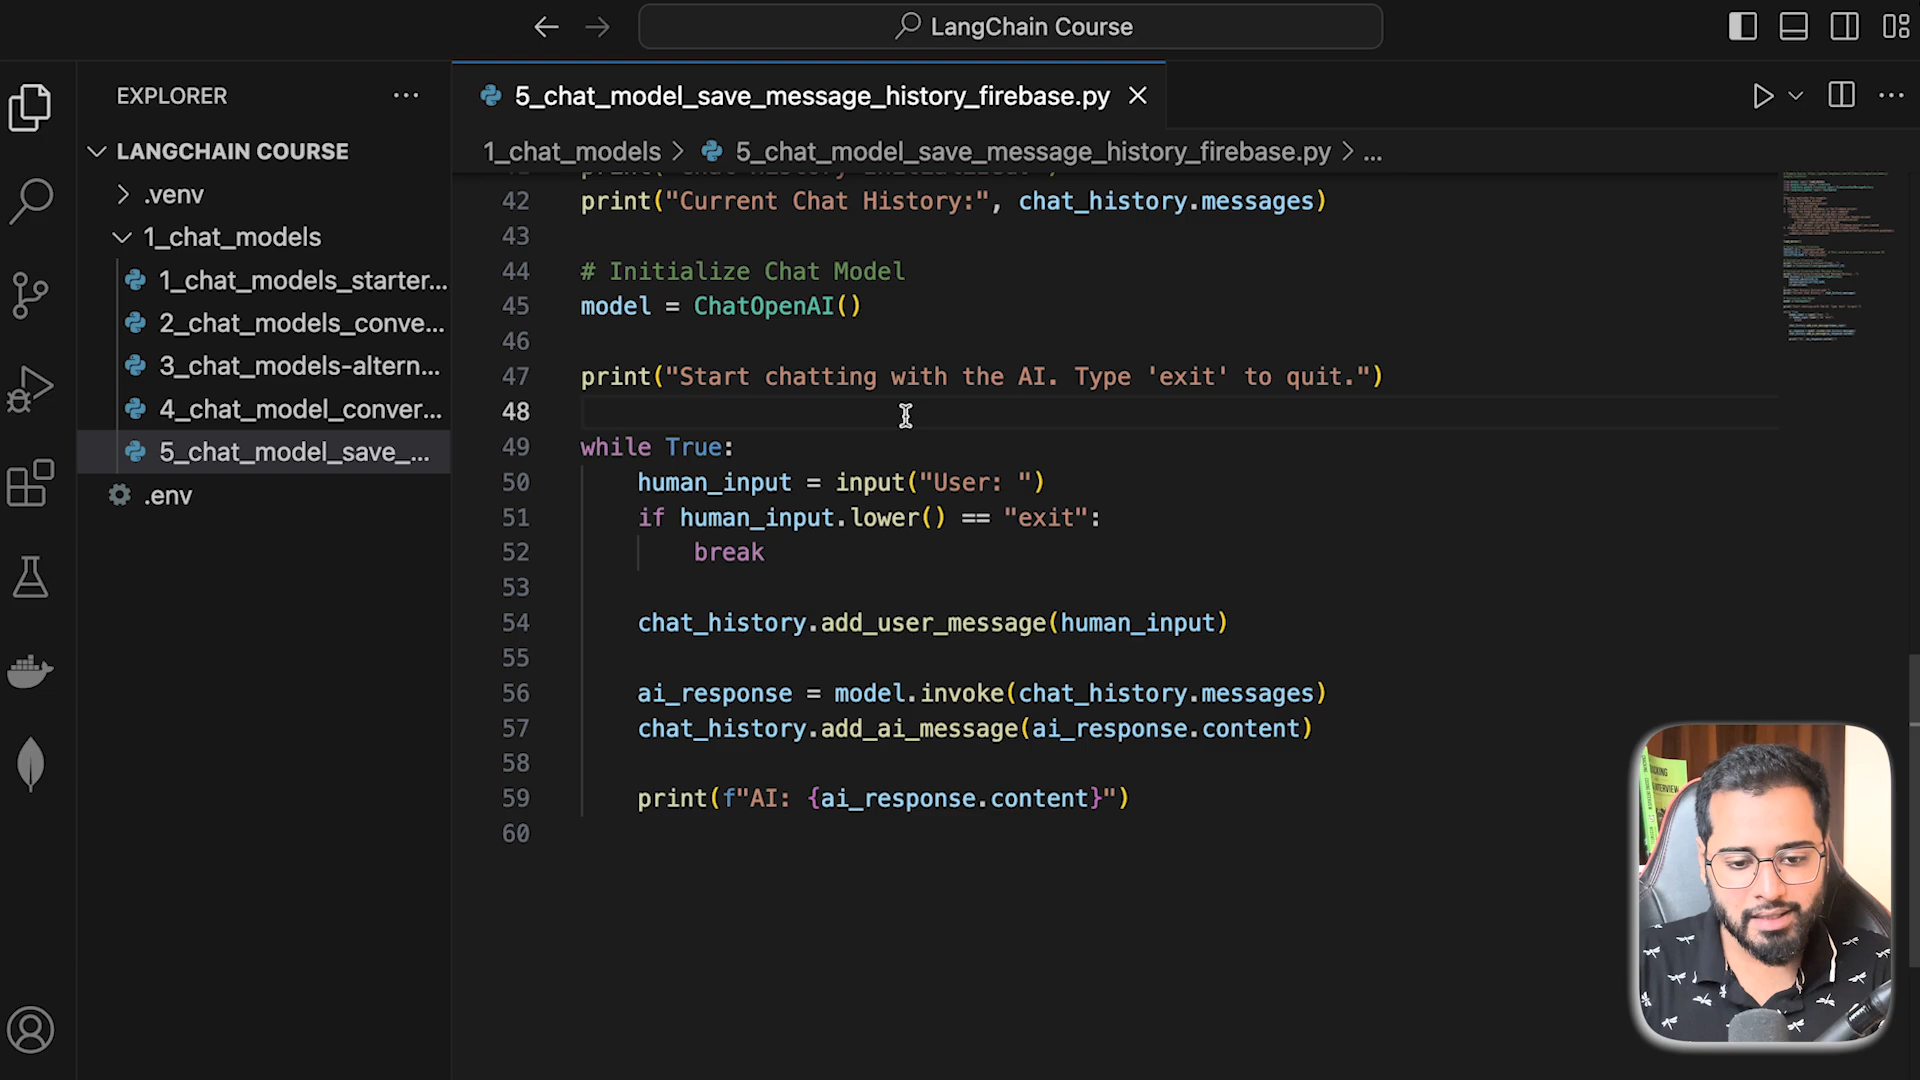 LangChain Course
EXPLORER
LANGCHAIN COURSE
.venv
1_chat_models
1_chat_models_starter...
2_chat_models_conve...
3_chat_models-altern...
4_chat_model_conver...
5_chat_model_save_...
.env
5_chat_model_save_message_history_firebase.py
1_chat_models > 5_chat_model_save_message_history_firebase.py > ...
42 print("Current Chat History:", chat_history.messages)
43
44 # Initialize Chat Model
45 model = ChatOpenAI()
46
47 print("Start chatting with the AI. Type 'exit' to quit.")
48
49 while True:
50 human_input = input("User: ")
51 if human_input.lower() == "exit":
52 break
53
54 chat_history.add_user_message(human_input)
55
56 ai_response = model.invoke(chat_history.messages)
57 chat_history.add_ai_message(ai_response.content)
58
59 print(f"AI: {ai_response.content}")
60